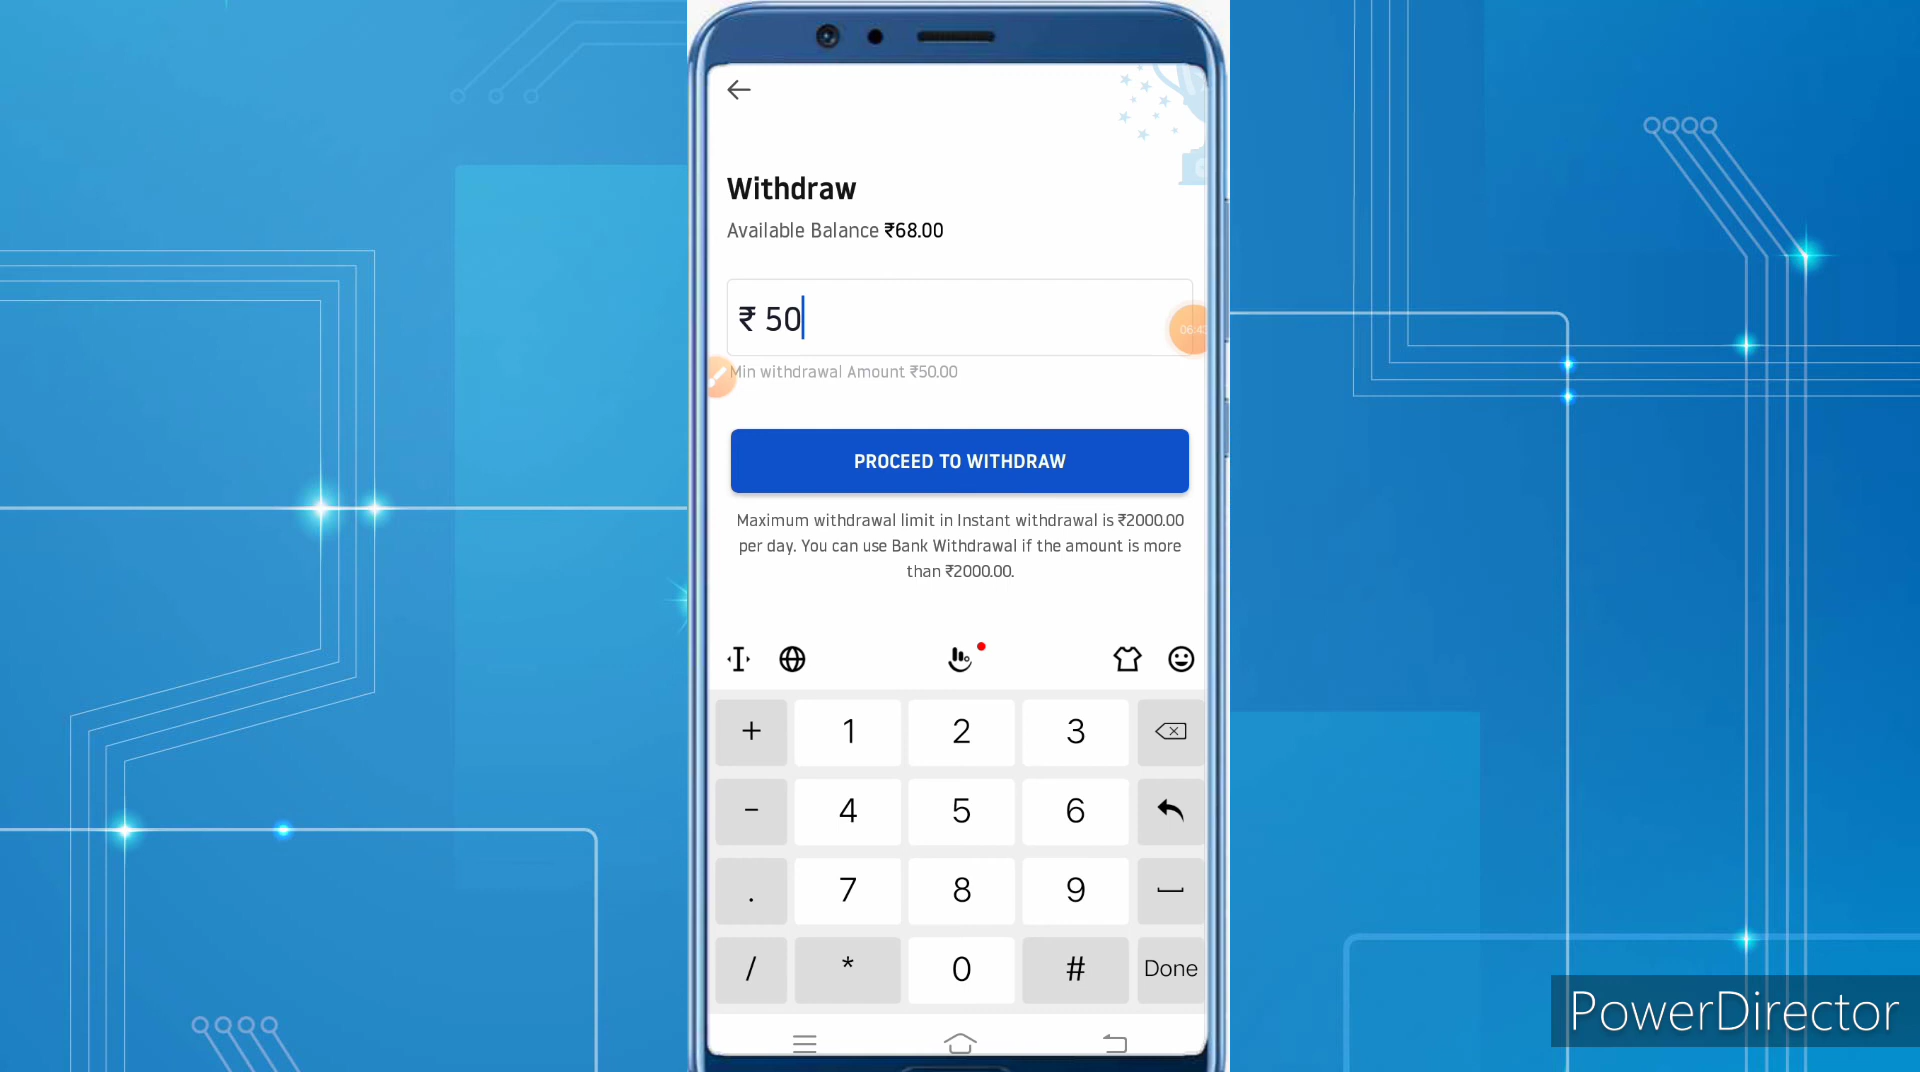 Withdraw
Available Balance ₹68.00
₹ 50
Min withdrawal Amount ₹50.00
PROCEED TO WITHDRAW
Maximum withdrawal limit in Instant withdrawal is ₹2000.00
per day. You can use Bank Withdrawal if the amount is more
than ₹2000.00.
+ 1 2 3
- 4 5 6
. 7 8 9
/ * 0 # Done
PowerDirector